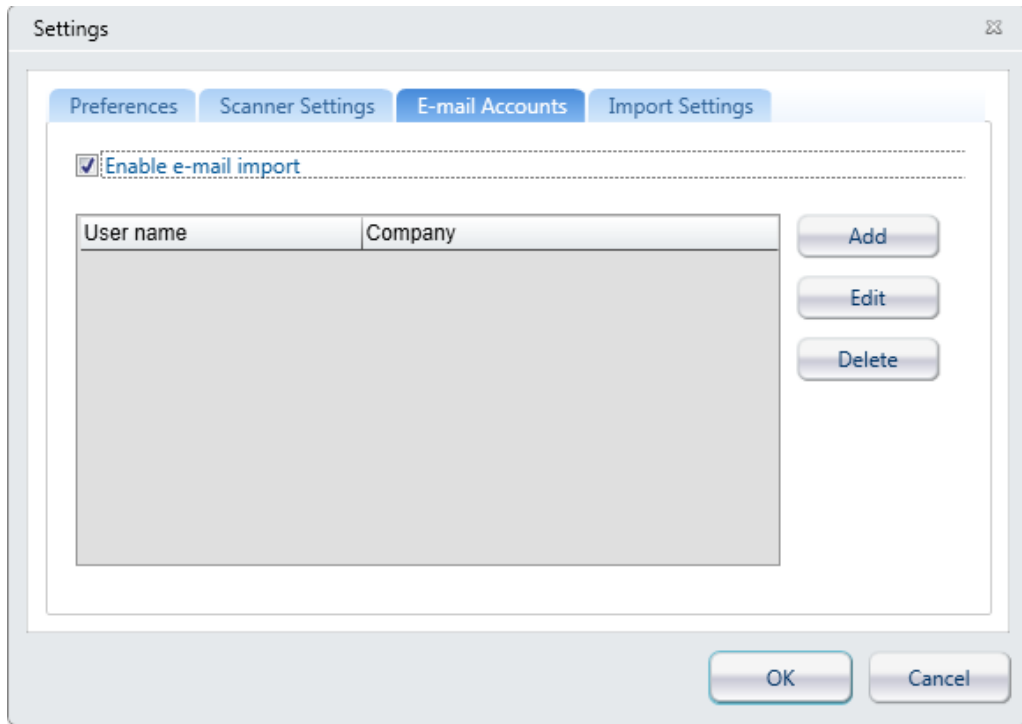 Settings
Preferences Scanner Settings E-mail Accounts Import Settings
Enable e-mail import
User name Company
Add
Edit
Delete
OK Cancel